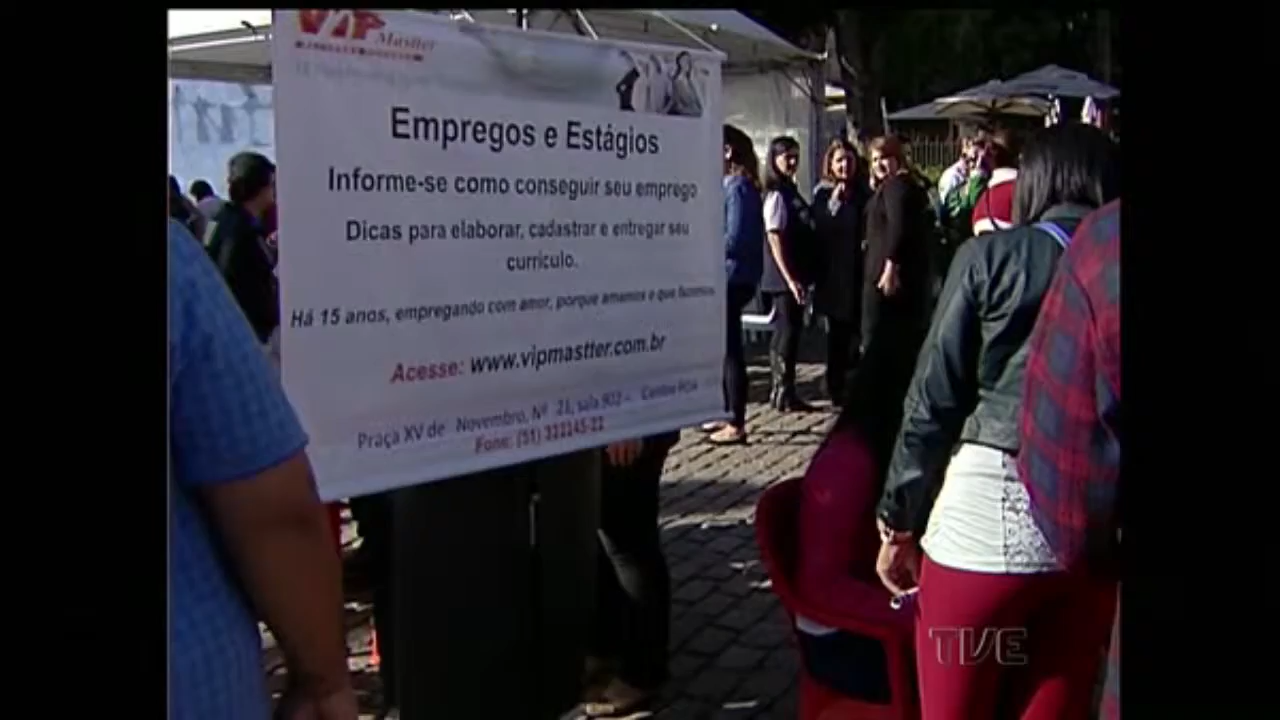 VIP Mastter
Empregos e Estágios
Informe-se como conseguir seu emprego
Dicas para elaborar, cadastrar e entregar seu
currículo.
Há 15 anos, empregando com amor, porque amamos o que fazemos
Acesse: www.vipmastter.com.br
Praça XV de Novembro, Nº 21, sala 902 - Centro POA
Fone: (51)
TVE